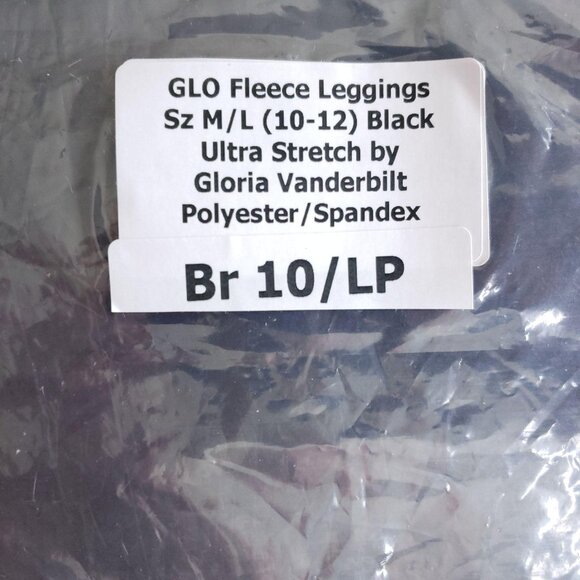 GLO Fleece Leggings
Sz M/L (10-12) Black
Ultra Stretch by
Gloria Vanderbilt
Polyester/Spandex
Br 10/LP